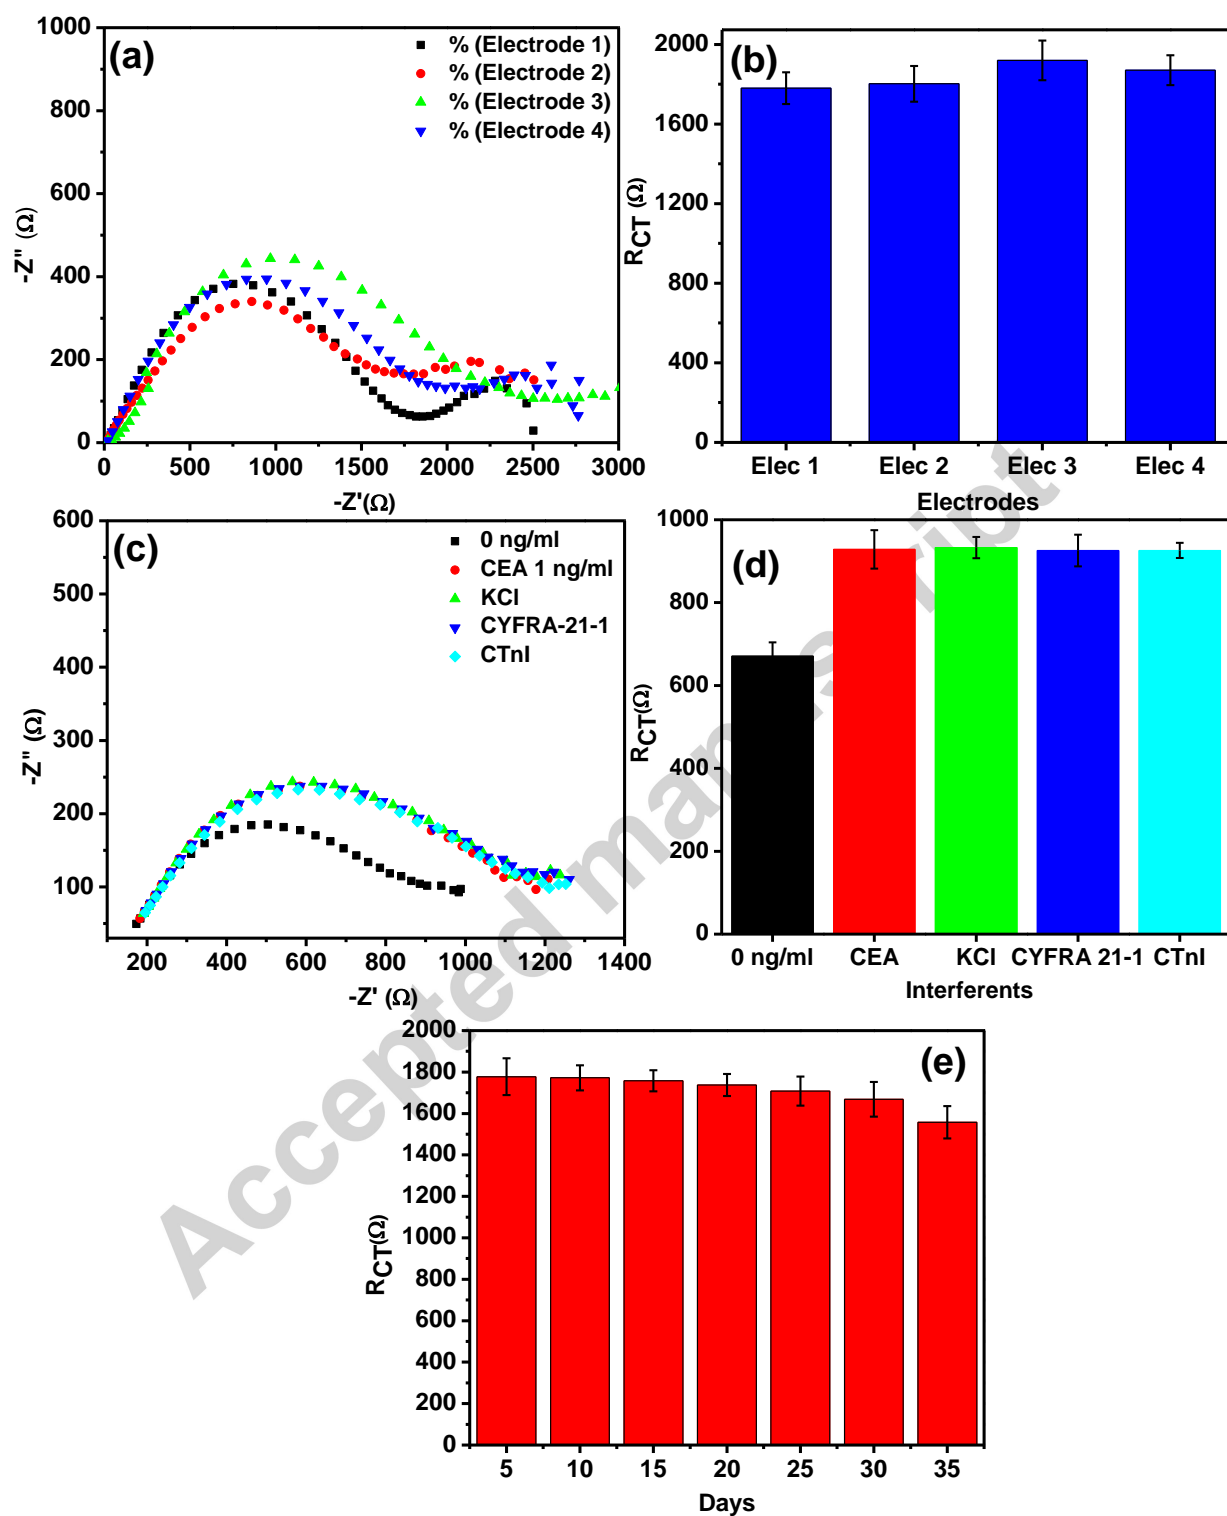 (a)
% (Electrode 1)
% (Electrode 2)
% (Electrode 3)
% (Electrode 4)
1000
800
600
400
200
0
-Z'' (Ω)
0 500 1000 1500 2000 2500 3000
-Z'(Ω)
(b)
2000
1600
1200
800
400
0
RCT (Ω)
Elec 1 Elec 2 Elec 3 Elec 4
Electrodes
(c)
0 ng/ml
CEA 1 ng/ml
KCl
CYFRA-21-1
CTnI
600
500
400
300
200
100
-Z'' (Ω)
200 400 600 800 1000 1200 1400
-Z' (Ω)
(d)
1000
800
600
400
200
0
RCT(Ω)
0 ng/ml CEA KCl CYFRA 21-1 CTnI
Interferents
(e)
2000
1800
1600
1400
1200
1000
800
600
400
200
0
RCT(Ω)
5 10 15 20 25 30 35
Days
Accepted manuscript